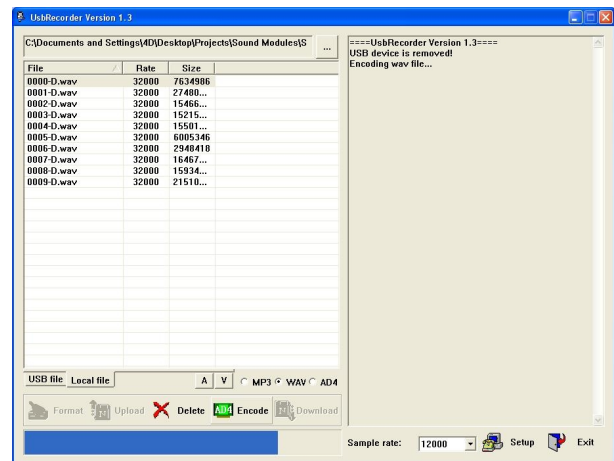 UsbRecorder Version 1.3
C:\Documents and Settings\4D\Desktop\Projects\Sound Modules\S ...
File Rate Size
0000-D.wav 32000 7634986
0001-D.wav 32000 27480...
0002-D.wav 32000 15466...
0003-D.wav 32000 15215...
0004-D.wav 32000 15501...
0005-D.wav 32000 6005346
0006-D.wav 32000 2948418
0007-D.wav 32000 16467...
0008-D.wav 32000 15934...
0009-D.wav 32000 21510...
USB file Local file A V MP3 WAV AD4
Format Upload Delete AD4 Encode Download
====UsbRecorder Version 1.3====
USB device is removed!
Encoding wav file...
Sample rate: 12000 Setup Exit